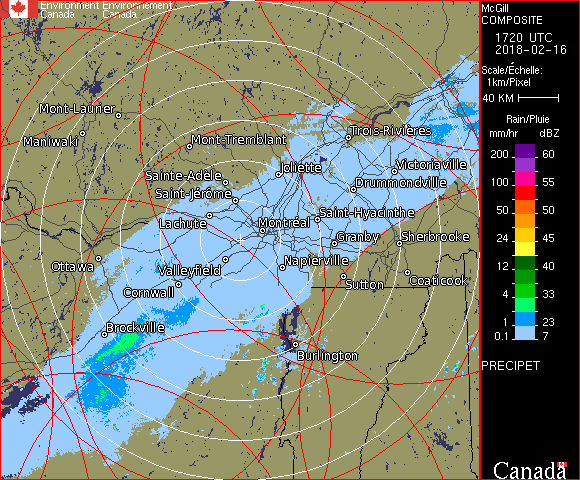 Environment Environnement
Canada Canada
McGill
COMPOSITE
1720 UTC
2018-02-16
Scale/Échelle:
1km/Pixel
40 KM
Rain/Pluie
mm/hr dBZ
200 60
100 55
50 50
24 45
12 40
4 33
1 23
0.1 7
PRECIPET
Canada
Mont-Laurier
Maniwaki
Mont-Tremblant
Trois-Rivières
Sainte-Adèle
Joliette
Victoriaville
Saint-Jérôme
Drummondville
Lachute
Montréal
Saint-Hyacinthe
Granby
Sherbrooke
Ottawa
Valleyfield
Napierville
Cornwall
Sutton
Coaticook
Brockville
Burlington